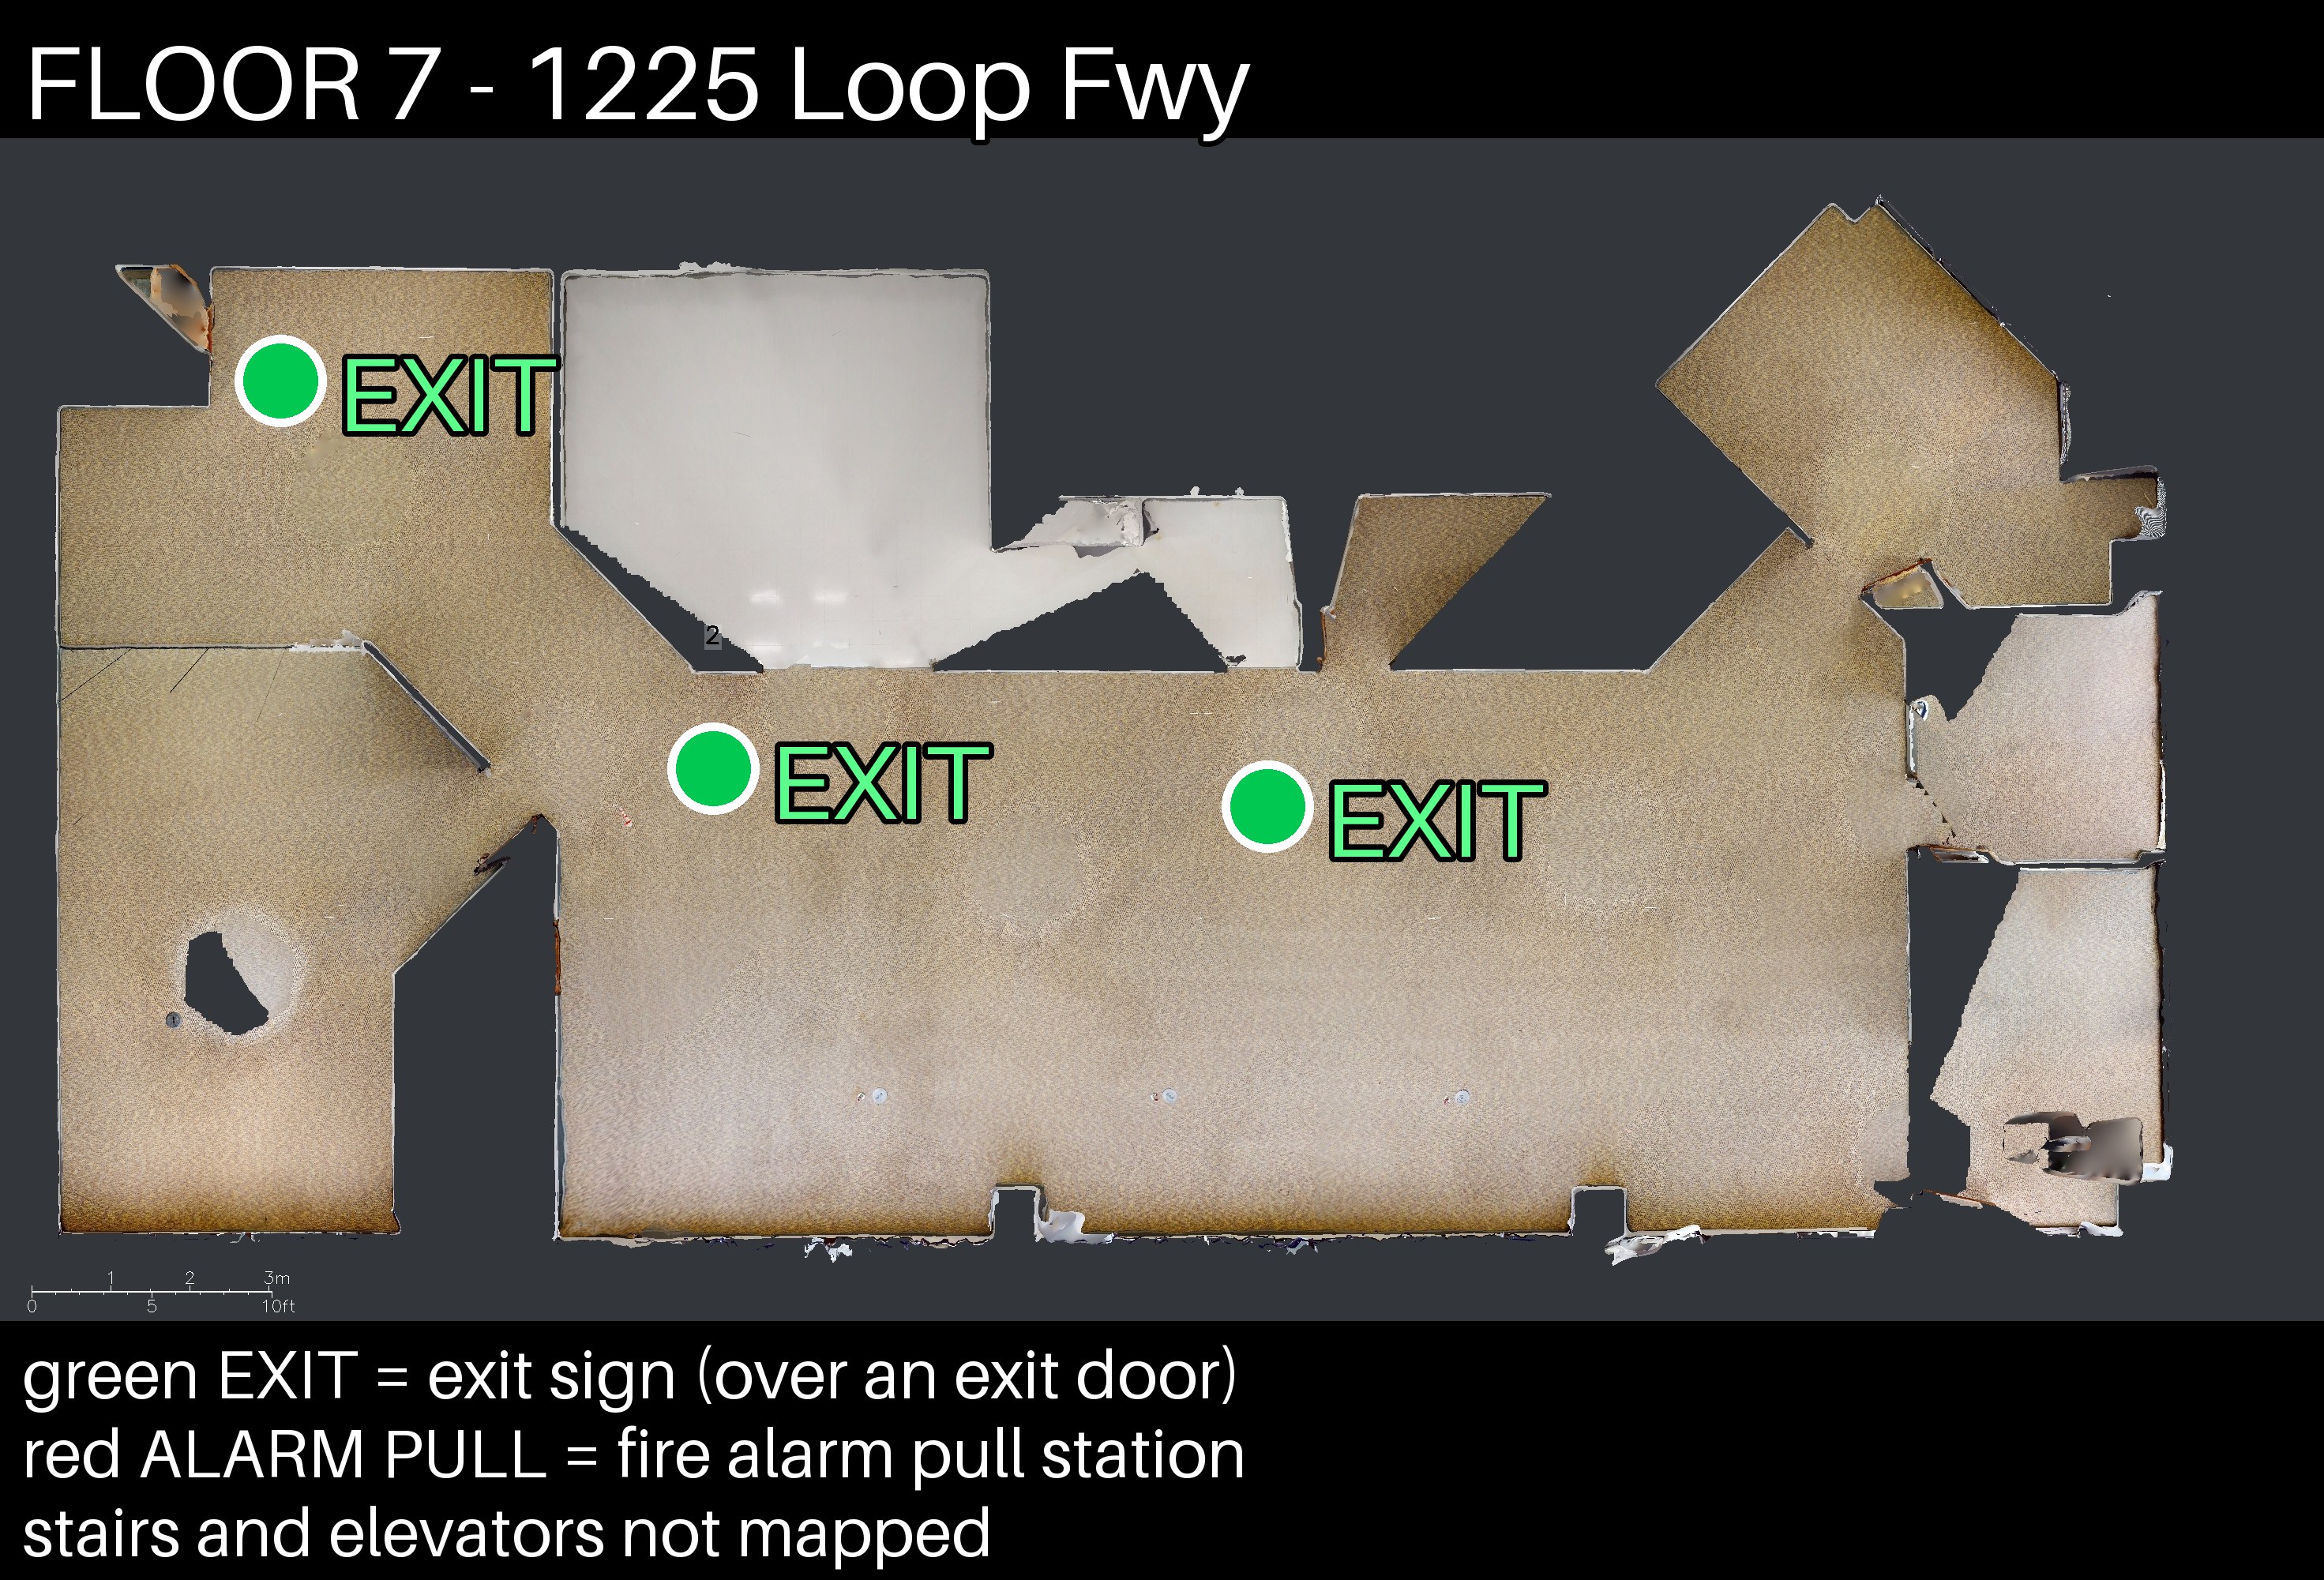 FLOOR 7 - 1225 Loop Fwy
EXIT
2
EXIT
EXIT
1 2 3m
0 5 10ft
green EXIT = exit sign (over an exit door)
red ALARM PULL = fire alarm pull station
stairs and elevators not mapped